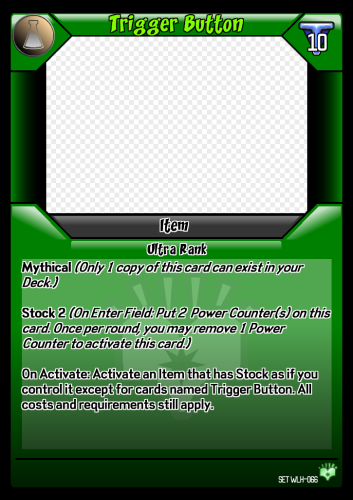 Trigger Button
10
Item
Ultra Rank
Mythical (Only 1 copy of this card can exist in your
Deck.)
Stock 2 (On Enter Field: Put 2 Power Counter(s) on this
card. Once per round, you may remove 1 Power
Counter to activate this card.)
On Activate: Activate an Item that has Stock as if you
control it except for cards named Trigger Button. All
costs and requirements still apply.
SET WLH-066